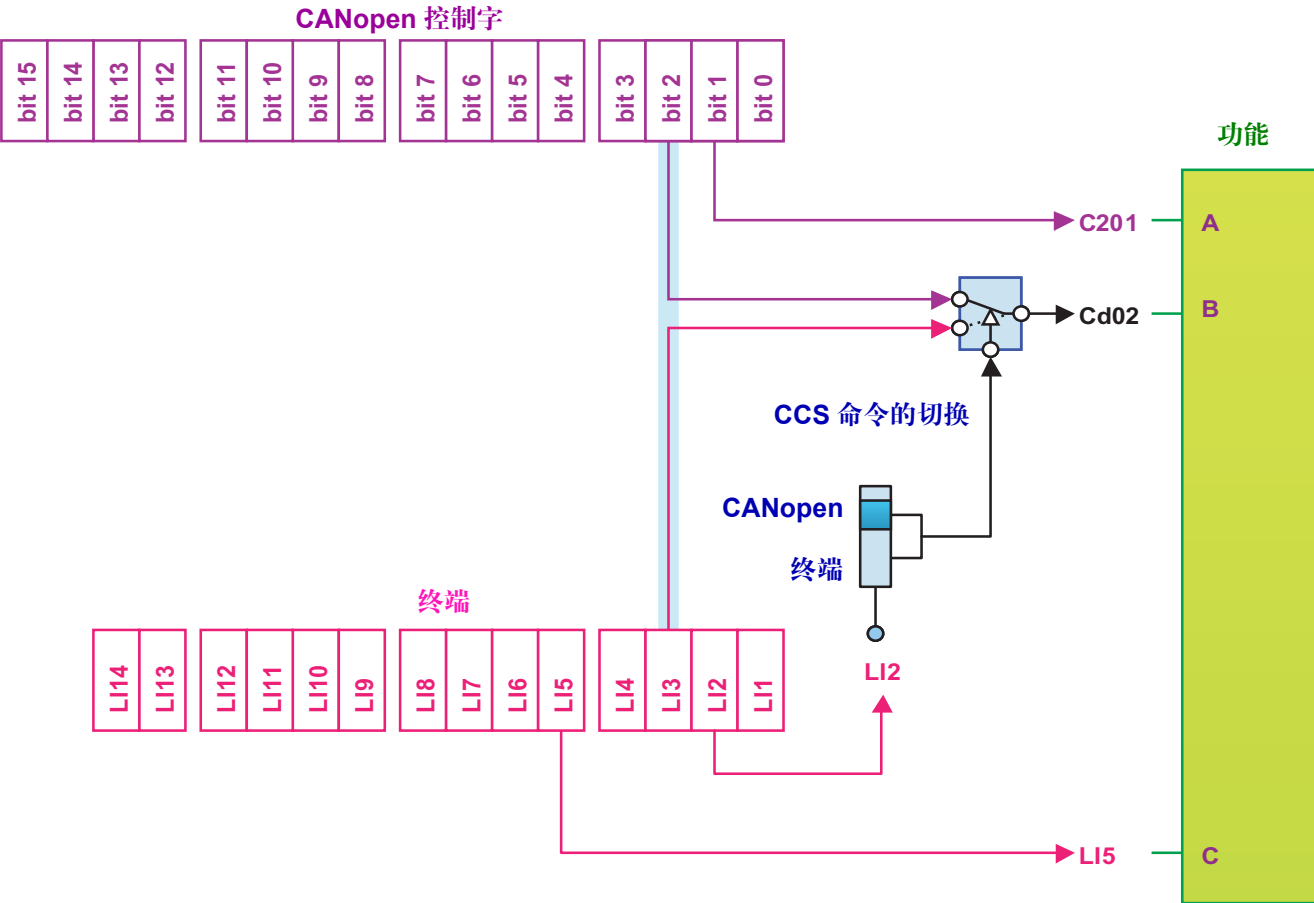 CANopen 控制字
bit 15 bit 14 bit 13 bit 12 bit 11 bit 10 bit 9 bit 8 bit 7 bit 6 bit 5 bit 4 bit 3 bit 2 bit 1 bit 0
功能
C201 A
Cd02 B
CCS 命令的切换
CANopen
终端
终端
LI2
LI14 LI13 LI12 LI11 LI10 LI9 LI8 LI7 LI6 LI5 LI4 LI3 LI2 LI1
LI5 C